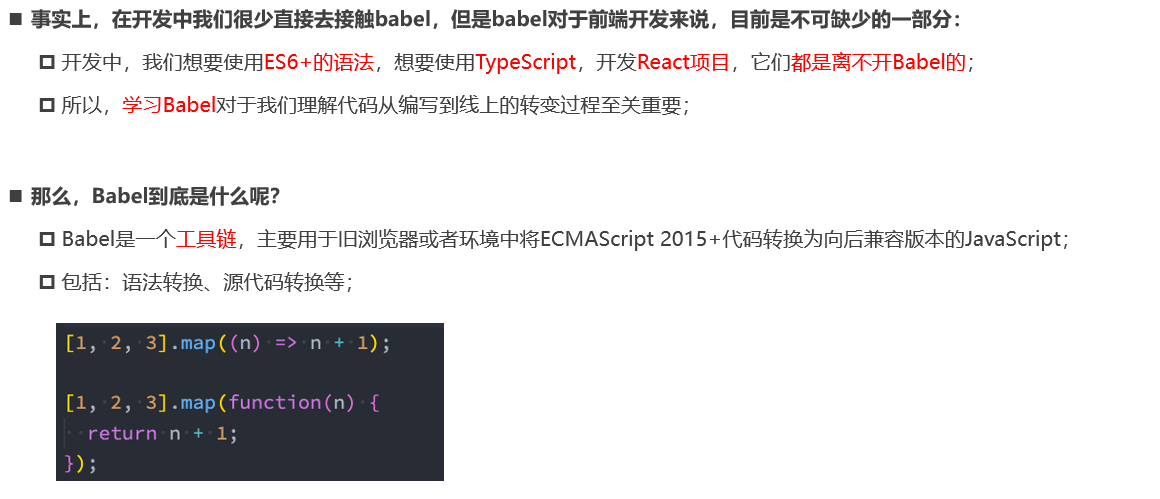 事实上，在开发中我们很少直接去接触babel，但是babel对于前端开发来说，目前是不可缺少的一部分：
开发中，我们想要使用ES6+的语法，想要使用TypeScript，开发React项目，它们都是离不开Babel的；
所以，学习Babel对于我们理解代码从编写到线上的转变过程至关重要；
那么，Babel到底是什么呢？
Babel是一个工具链，主要用于旧浏览器或者环境中将ECMAScript 2015+代码转换为向后兼容版本的JavaScript；
包括：语法转换、源代码转换等；
[1, 2, 3].map((n) => n + 1);
[1, 2, 3].map(function(n) {
  return n + 1;
});